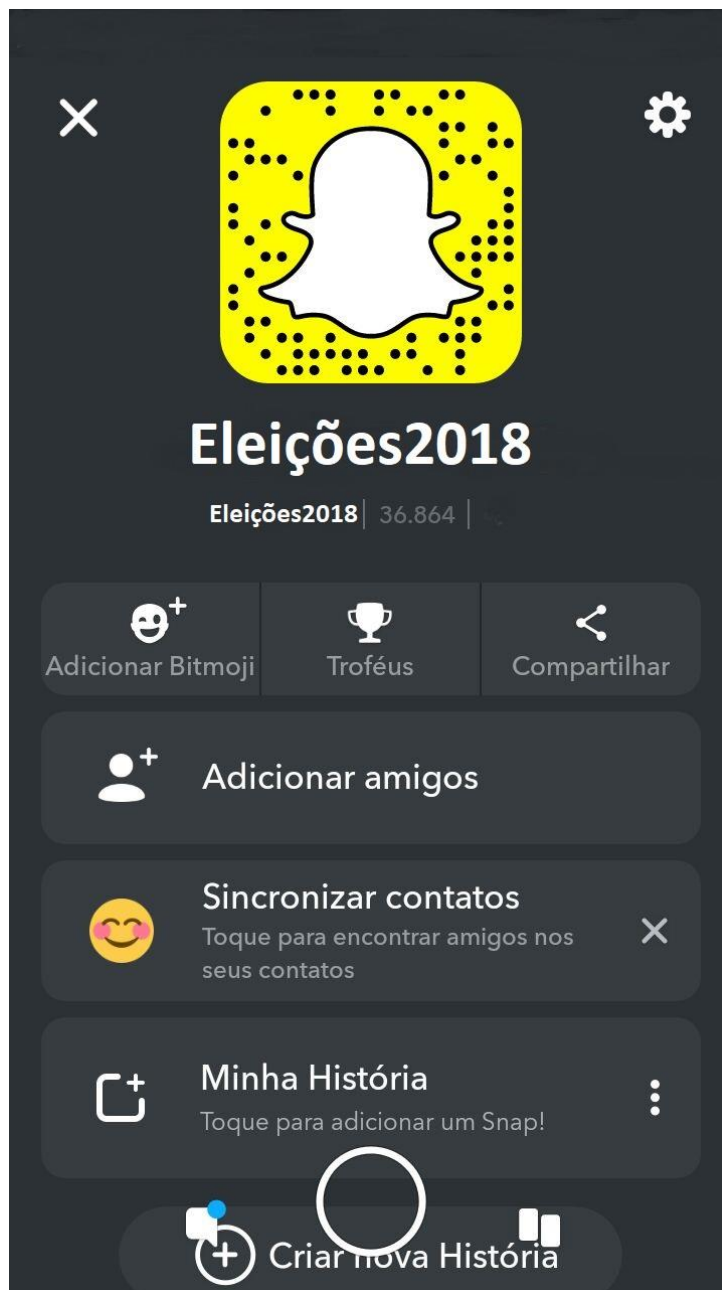 Eleições2018
Eleições2018| 36.864 |
Adicionar Bitmoji
Troféus
Compartilhar
Adicionar amigos
Sincronizar contatos
Toque para encontrar amigos nos
seus contatos
Minha História
Toque para adicionar um Snap!
Criar nova História